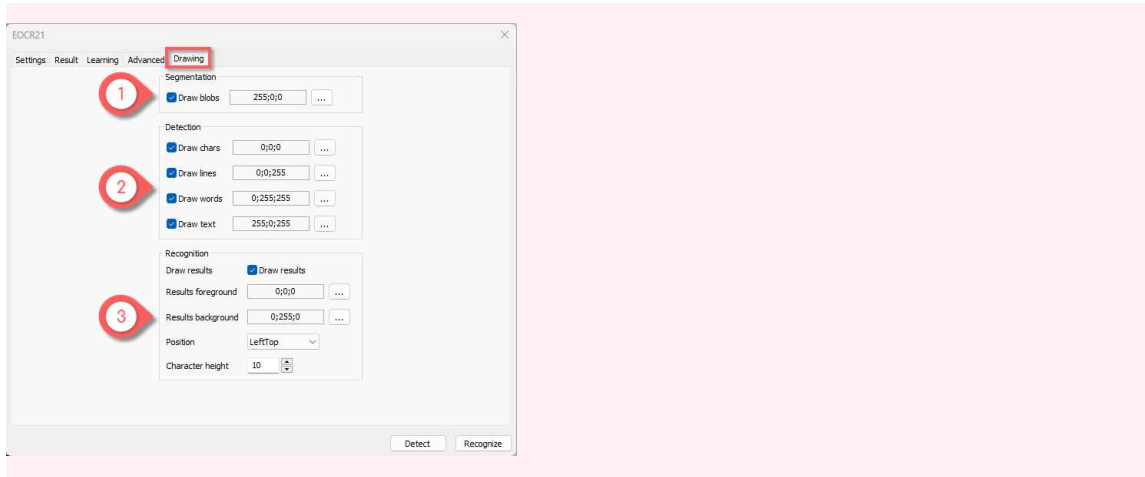 EOCR21
Settings Result Learning Advanced Drawing
Segmentation
1
Draw blobs 255;0;0 ...
Detection
Draw chars 0;0;0 ...
Draw lines 0;0;255 ...
2
Draw words 0;255;255 ...
Draw text 255;0;255 ...
Recognition
Draw results Draw results
Results foreground 0;0;0 ...
3
Results background 0;255;0 ...
Position LeftTop
Character height 10
Detect Recognize